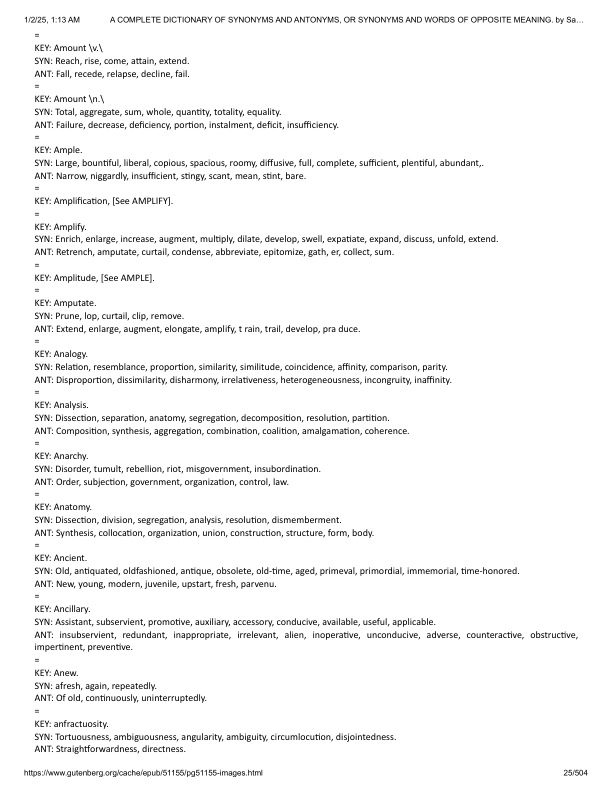 1/2/25, 1:13 AM A COMPLETE DICTIONARY OF SYNONYMS AND ANTONYMS, OR SYNONYMS AND WORDS OF OPPOSITE MEANING. by Sa…
=
KEY: Amount \v.\
SYN: Reach, rise, come, attain, extend.
ANT: Fall, recede, relapse, decline, fail.
=
KEY: Amount \n.\
SYN: Total, aggregate, sum, whole, quantity, totality, equality.
ANT: Failure, decrease, deficiency, portion, instalment, deficit, insufficiency.
=
KEY: Ample.
SYN: Large, bountiful, liberal, copious, spacious, roomy, diffusive, full, complete, sufficient, plentiful, abundant,.
ANT: Narrow, niggardly, insufficient, stingy, scant, mean, stint, bare.
=
KEY: Amplification, [See AMPLIFY].
=
KEY: Amplify.
SYN: Enrich, enlarge, increase, augment, multiply, dilate, develop, swell, expatiate, expand, discuss, unfold, extend.
ANT: Retrench, amputate, curtail, condense, abbreviate, epitomize, gath, er, collect, sum.
=
KEY: Amplitude, [See AMPLE].
=
KEY: Amputate.
SYN: Prune, lop, curtail, clip, remove.
ANT: Extend, enlarge, augment, elongate, amplify, t rain, trail, develop, pra duce.
=
KEY: Analogy.
SYN: Relation, resemblance, proportion, similarity, similitude, coincidence, affinity, comparison, parity.
ANT: Disproportion, dissimilarity, disharmony, irrelativeness, heterogeneousness, incongruity, inaffinity.
=
KEY: Analysis.
SYN: Dissection, separation, anatomy, segregation, decomposition, resolution, partition.
ANT: Composition, synthesis, aggregation, combination, coalition, amalgamation, coherence.
=
KEY: Anarchy.
SYN: Disorder, tumult, rebellion, riot, misgovernment, insubordination.
ANT: Order, subjection, government, organization, control, law.
=
KEY: Anatomy.
SYN: Dissection, division, segregation, analysis, resolution, dismemberment.
ANT: Synthesis, collocation, organization, union, construction, structure, form, body.
=
KEY: Ancient.
SYN: Old, antiquated, oldfashioned, antique, obsolete, old-time, aged, primeval, primordial, immemorial, time-honored.
ANT: New, young, modern, juvenile, upstart, fresh, parvenu.
=
KEY: Ancillary.
SYN: Assistant, subservient, promotive, auxiliary, accessory, conducive, available, useful, applicable.
ANT: insubservient, redundant, inappropriate, irrelevant, alien, inoperative, unconducive, adverse, counteractive, obstructive,
impertinent, preventive.
=
KEY: Anew.
SYN: afresh, again, repeatedly.
ANT: Of old, continuously, uninterruptedly.
=
KEY: anfractuosity.
SYN: Tortuousness, ambiguousness, angularity, ambiguity, circumlocution, disjointedness.
ANT: Straightforwardness, directness.
https://www.gutenberg.org/cache/epub/51155/pg51155-images.html 25/504